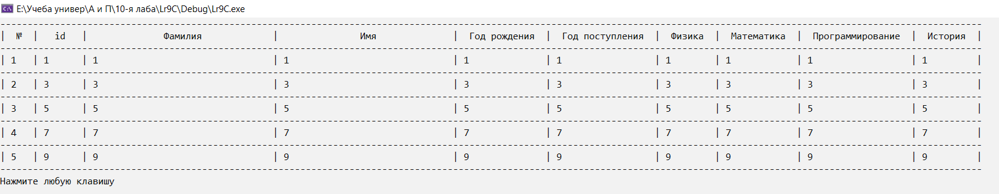 E:\Учеба универ\А и П\10-я лаба\Lr9C\Debug\Lr9C.exe
| № | id | Фамилия | Имя | Год рождения | Год поступления | Физика | Математика | Программирование | История |
| 1 | 1 | 1 | 1 | 1 | 1 | 1 | 1 | 1 | 1 |
| 2 | 3 | 3 | 3 | 3 | 3 | 3 | 3 | 3 | 3 |
| 3 | 5 | 5 | 5 | 5 | 5 | 5 | 5 | 5 | 5 |
| 4 | 7 | 7 | 7 | 7 | 7 | 7 | 7 | 7 | 7 |
| 5 | 9 | 9 | 9 | 9 | 9 | 9 | 9 | 9 | 9 |
Нажмите любую клавишу